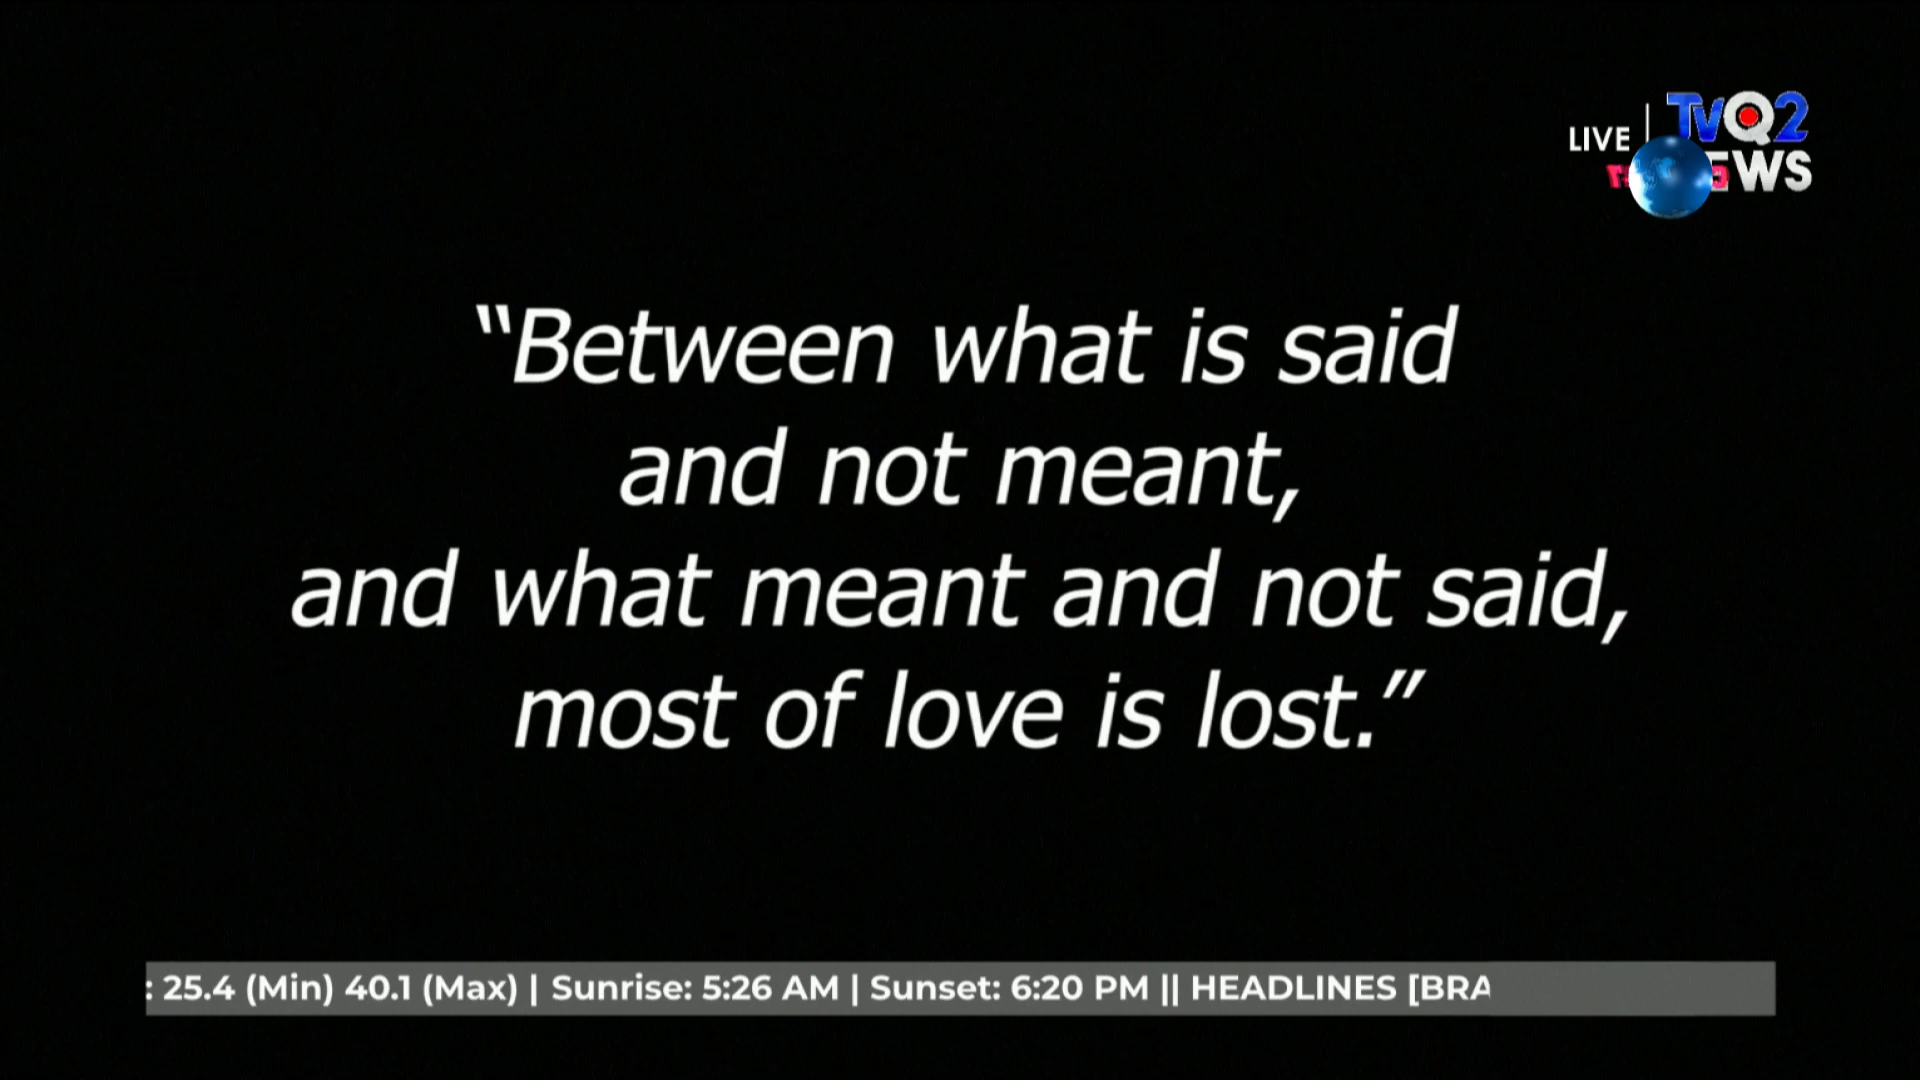 LIVE
TVQ2
EWS
“Between what is said
and not meant,
and what meant and not said,
most of love is lost.”
: 25.4 (Min) 40.1 (Max) | Sunrise: 5:26 AM | Sunset: 6:20 PM || HEADLINES [BRA